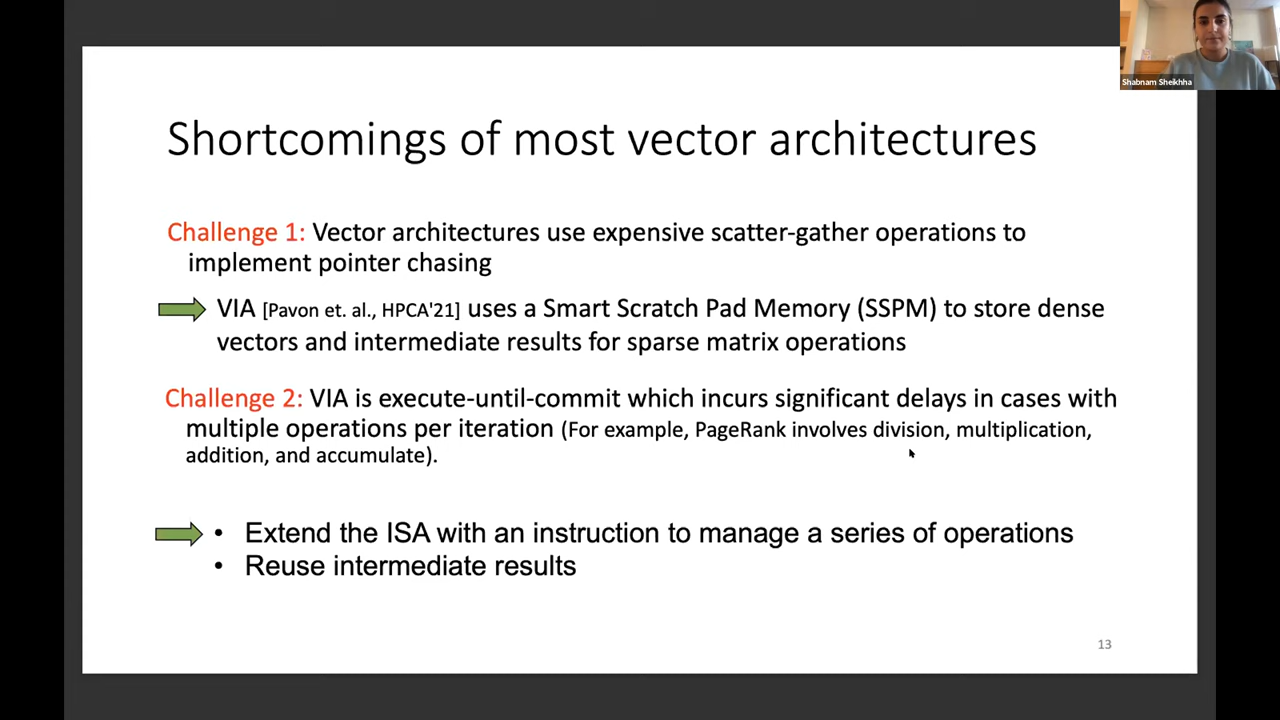 Shabnam Sheikhha
Shortcomings of most vector architectures
Challenge 1: Vector architectures use expensive scatter-gather operations to
implement pointer chasing
VIA [Pavon et. al., HPCA'21] uses a Smart Scratch Pad Memory (SSPM) to store dense
vectors and intermediate results for sparse matrix operations
Challenge 2: VIA is execute-until-commit which incurs significant delays in cases with
multiple operations per iteration (For example, PageRank involves division, multiplication,
addition, and accumulate).
• Extend the ISA with an instruction to manage a series of operations
• Reuse intermediate results
13